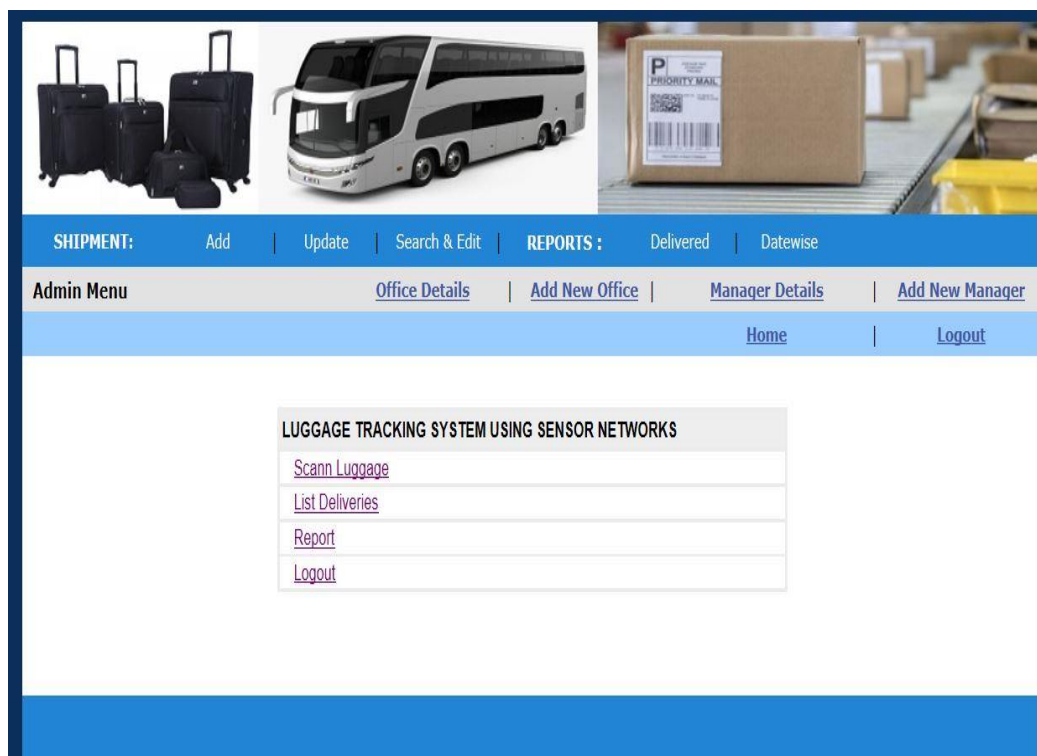 P
PRIORITY MAIL
SHIPMENT: Add | Update | Search & Edit | REPORTS : Delivered | Datewise
Admin Menu Office Details | Add New Office | Manager Details | Add New Manager
Home | Logout
LUGGAGE TRACKING SYSTEM USING SENSOR NETWORKS
Scann Luggage
List Deliveries
Report
Logout